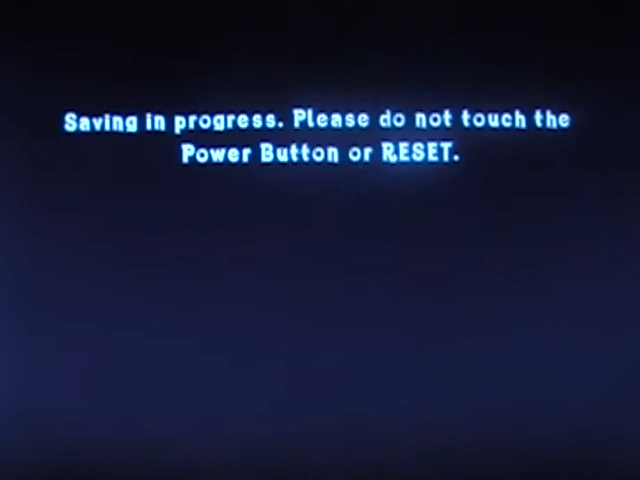 Saving in progress. Please do not touch the
Power Button or RESET.